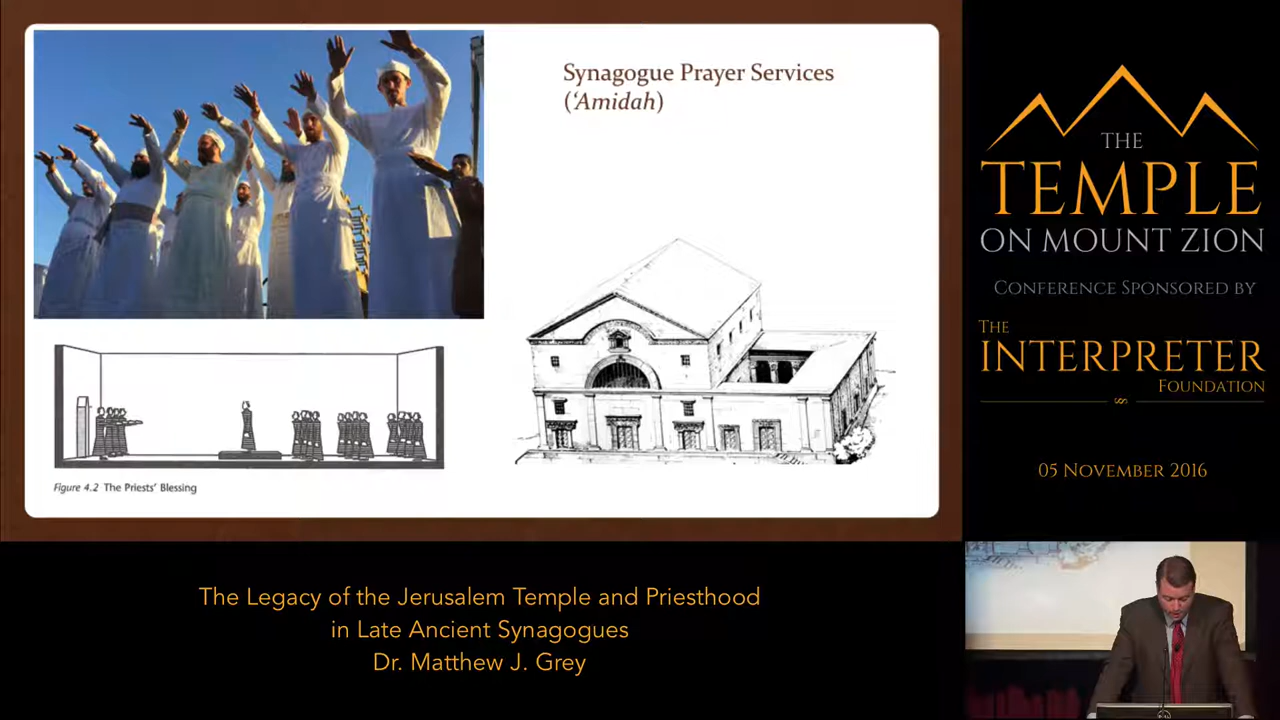 Synagogue Prayer Services
(‘Amidah)
Figure 4.2 The Priests’ Blessing
THE
TEMPLE
ON MOUNT ZION
CONFERENCE SPONSORED BY
THE
INTERPRETER
FOUNDATION
05 NOVEMBER 2016
The Legacy of the Jerusalem Temple and Priesthood
in Late Ancient Synagogues
Dr. Matthew J. Grey